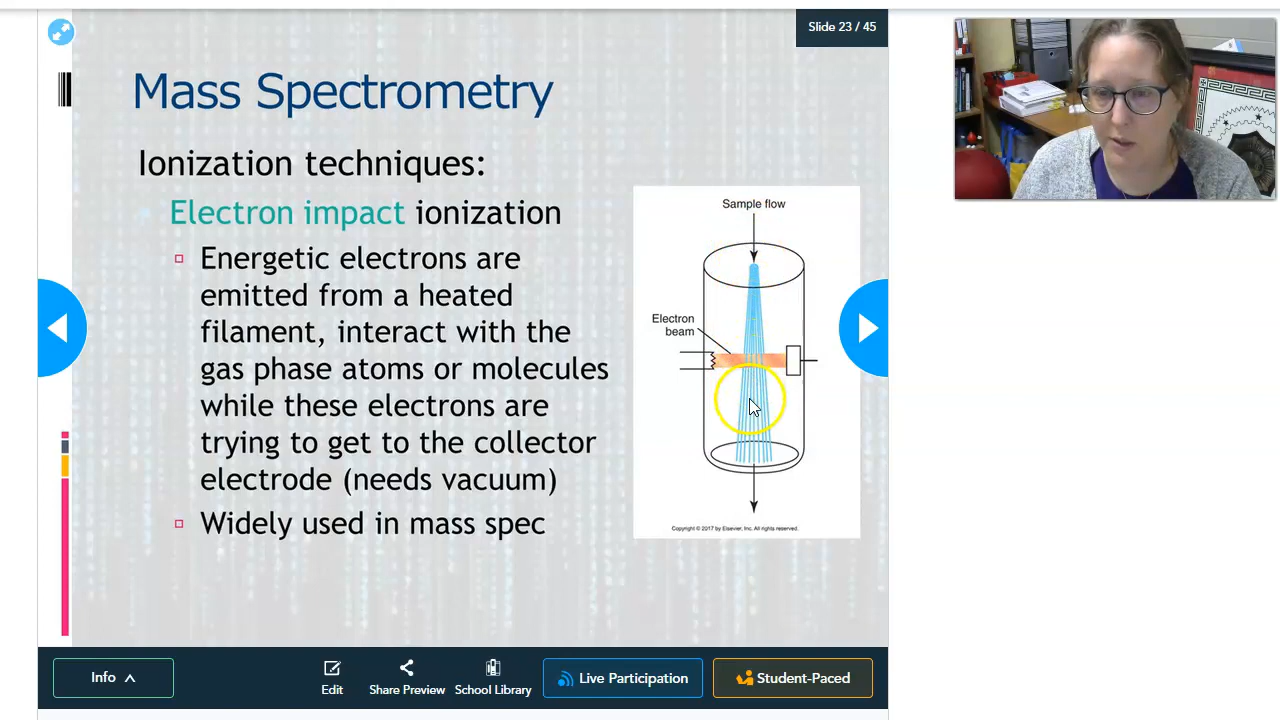 Slide 23 / 45
Mass Spectrometry
Ionization techniques:
Electron impact ionization
Energetic electrons are
emitted from a heated
filament, interact with the
gas phase atoms or molecules
while these electrons are
trying to get to the collector
electrode (needs vacuum)
Widely used in mass spec
Sample flow
Electron
beam
Copyright © 2017 by Elsevier, Inc. All rights reserved.
Info
Edit
Share Preview
School Library
Live Participation
Student-Paced